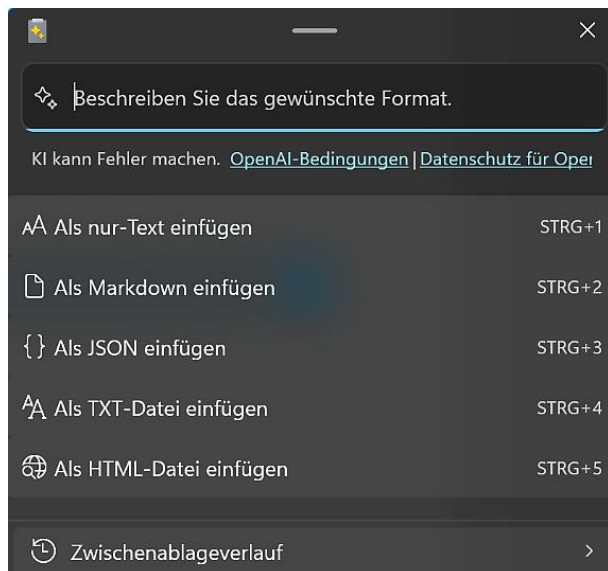 Beschreiben Sie das gewünschte Format.
KI kann Fehler machen. OpenAI-Bedingungen | Datenschutz für Oper
Als nur-Text einfügen STRG+1
Als Markdown einfügen STRG+2
{} Als JSON einfügen STRG+3
Als TXT-Datei einfügen STRG+4
Als HTML-Datei einfügen STRG+5
Zwischenablageverlauf